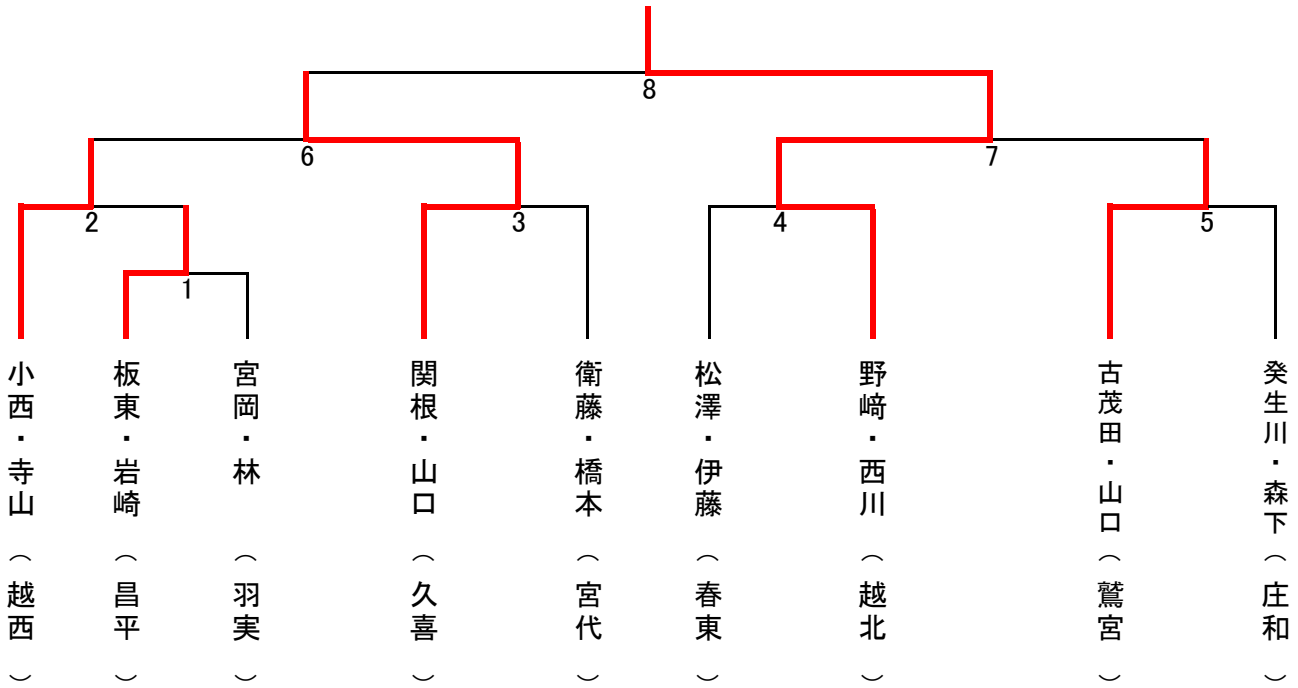 8
6
7
2
3
4
5
1
小西・寺山（越西）
板東・岩崎（昌平）
宮岡・林（羽実）
関根・山口（久喜）
衛藤・橋本（宮代）
松澤・伊藤（春東）
野﨑・西川（越北）
古茂田・山口（鷲宮）
発生川・森下（庄和）